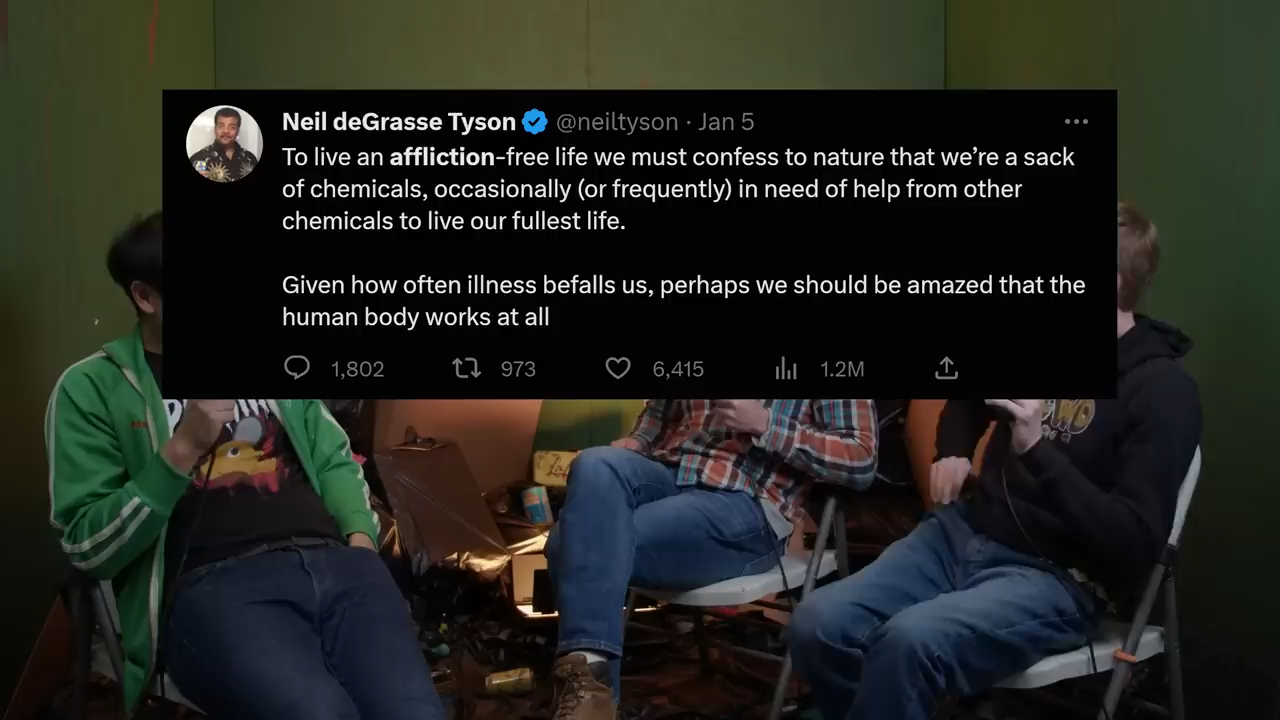 Neil deGrasse Tyson @neiltyson · Jan 5
To live an affliction-free life we must confess to nature that we’re a sack
of chemicals, occasionally (or frequently) in need of help from other
chemicals to live our fullest life.
Given how often illness befalls us, perhaps we should be amazed that the
human body works at all
1,802 973 6,415 1.2M